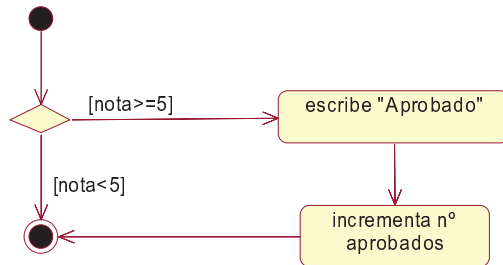 [nota>=5]
escribe "Aprobado"
[nota<5]
incrementa nº
aprobados